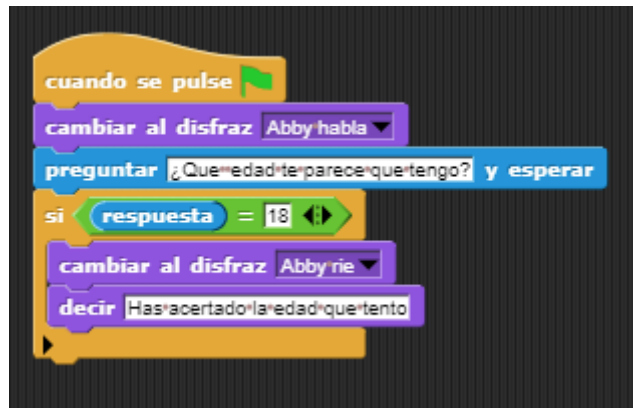 cuando se pulse
cambiar al disfraz Abby habla
preguntar ¿Que edad te parece que tengo? y esperar
si respuesta = 18
cambiar al disfraz Abby rie
decir Has acertado la edad que tento